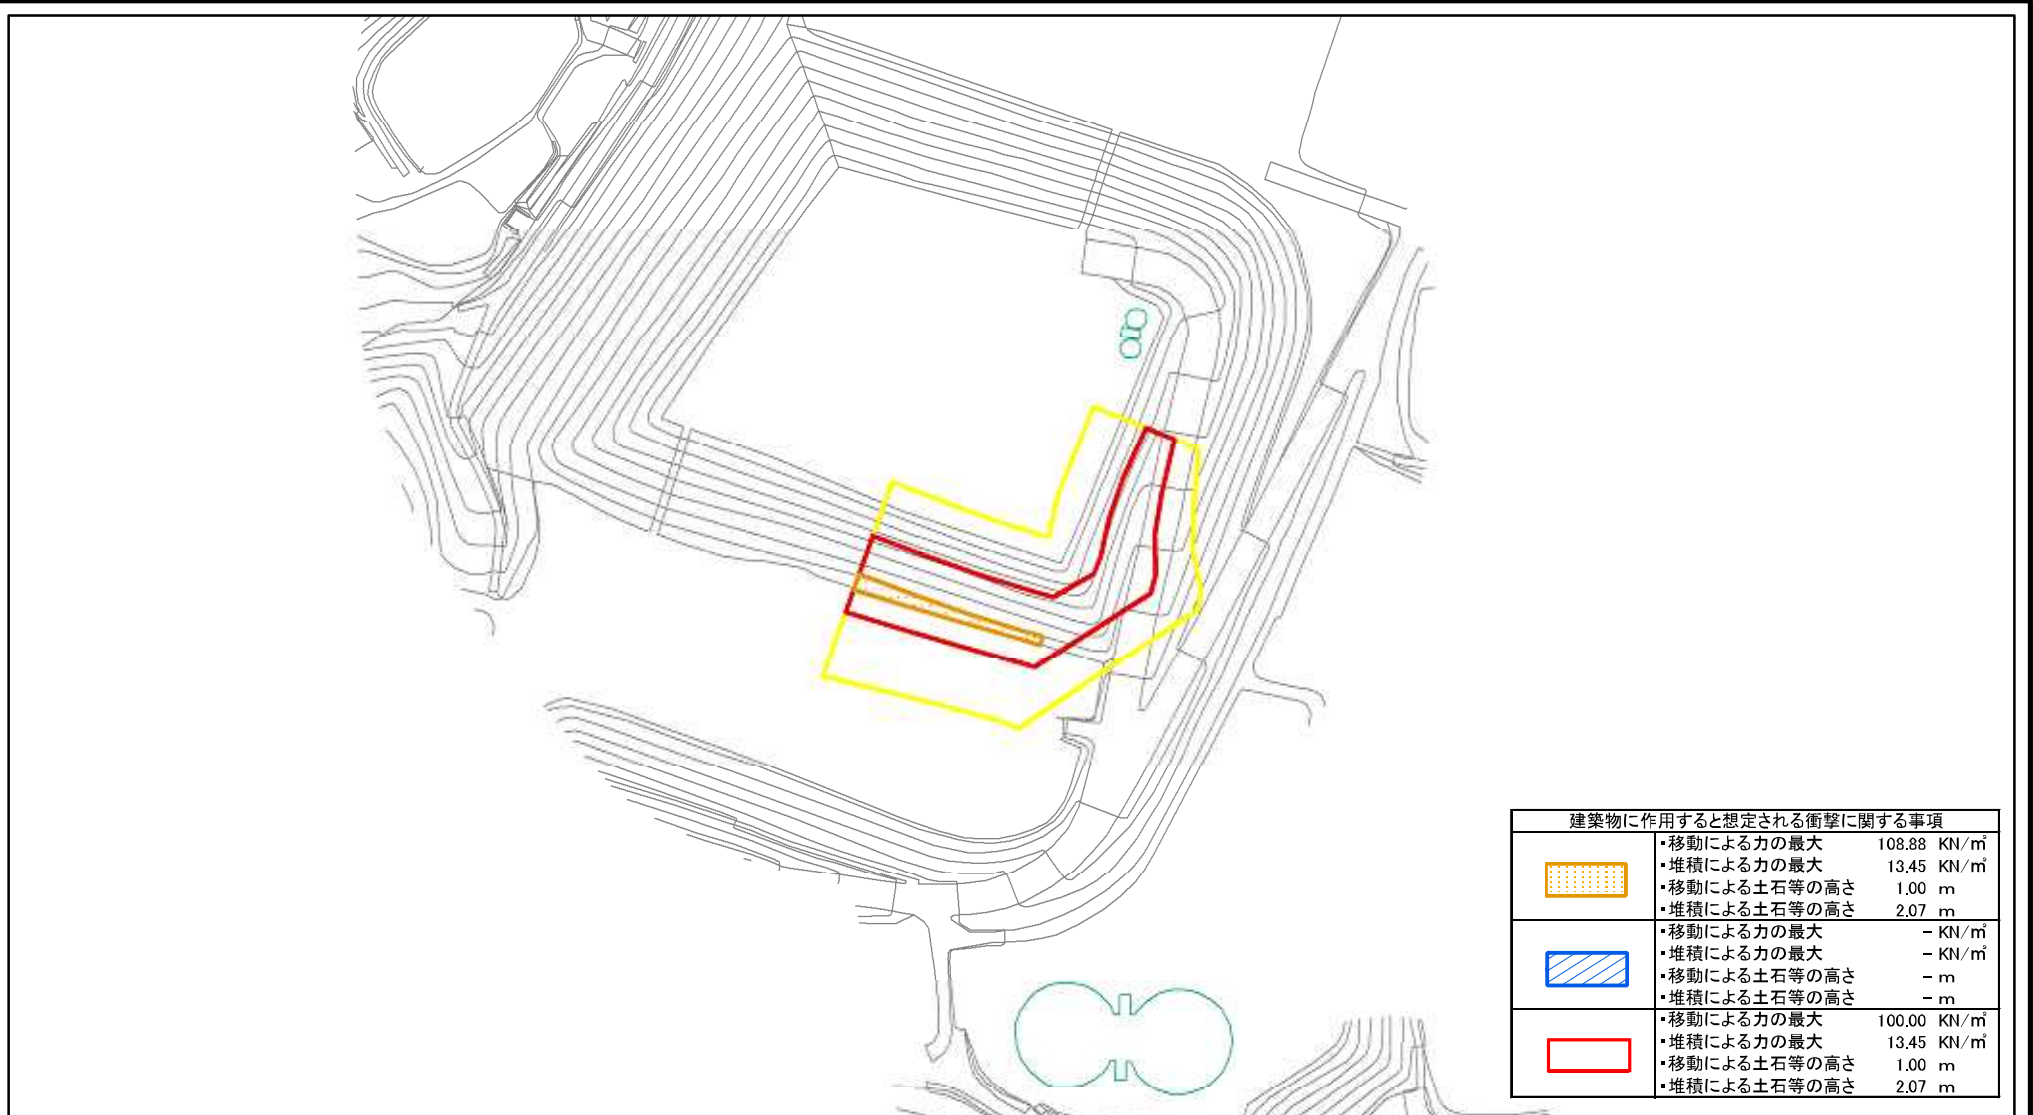 建築物に作用すると想定される衝撃に関する事項
・移動による力の最大 108.88 KN/㎡
・堆積による力の最大 13.45 KN/㎡
・移動による土石等の高さ 1.00 m
・堆積による土石等の高さ 2.07 m
・移動による力の最大 - KN/㎡
・堆積による力の最大 - KN/㎡
・移動による土石等の高さ - m
・堆積による土石等の高さ - m
・移動による力の最大 100.00 KN/㎡
・堆積による力の最大 13.45 KN/㎡
・移動による土石等の高さ 1.00 m
・堆積による土石等の高さ 2.07 m